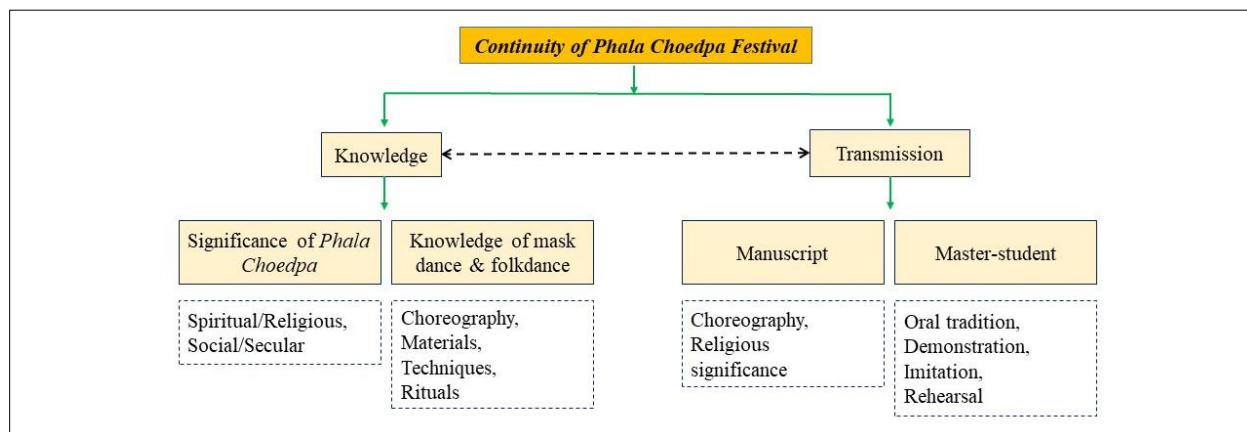 Continuity of Phala Choedpa Festival
Knowledge
Transmission
Significance of Phala
Choedpa
Knowledge of mask
dance & folkdance
Manuscript
Master-student
Spiritual/Religious,
Social/Secular
Choreography,
Materials,
Techniques,
Rituals
Choreography,
Religious
significance
Oral tradition,
Demonstration,
Imitation,
Rehearsal